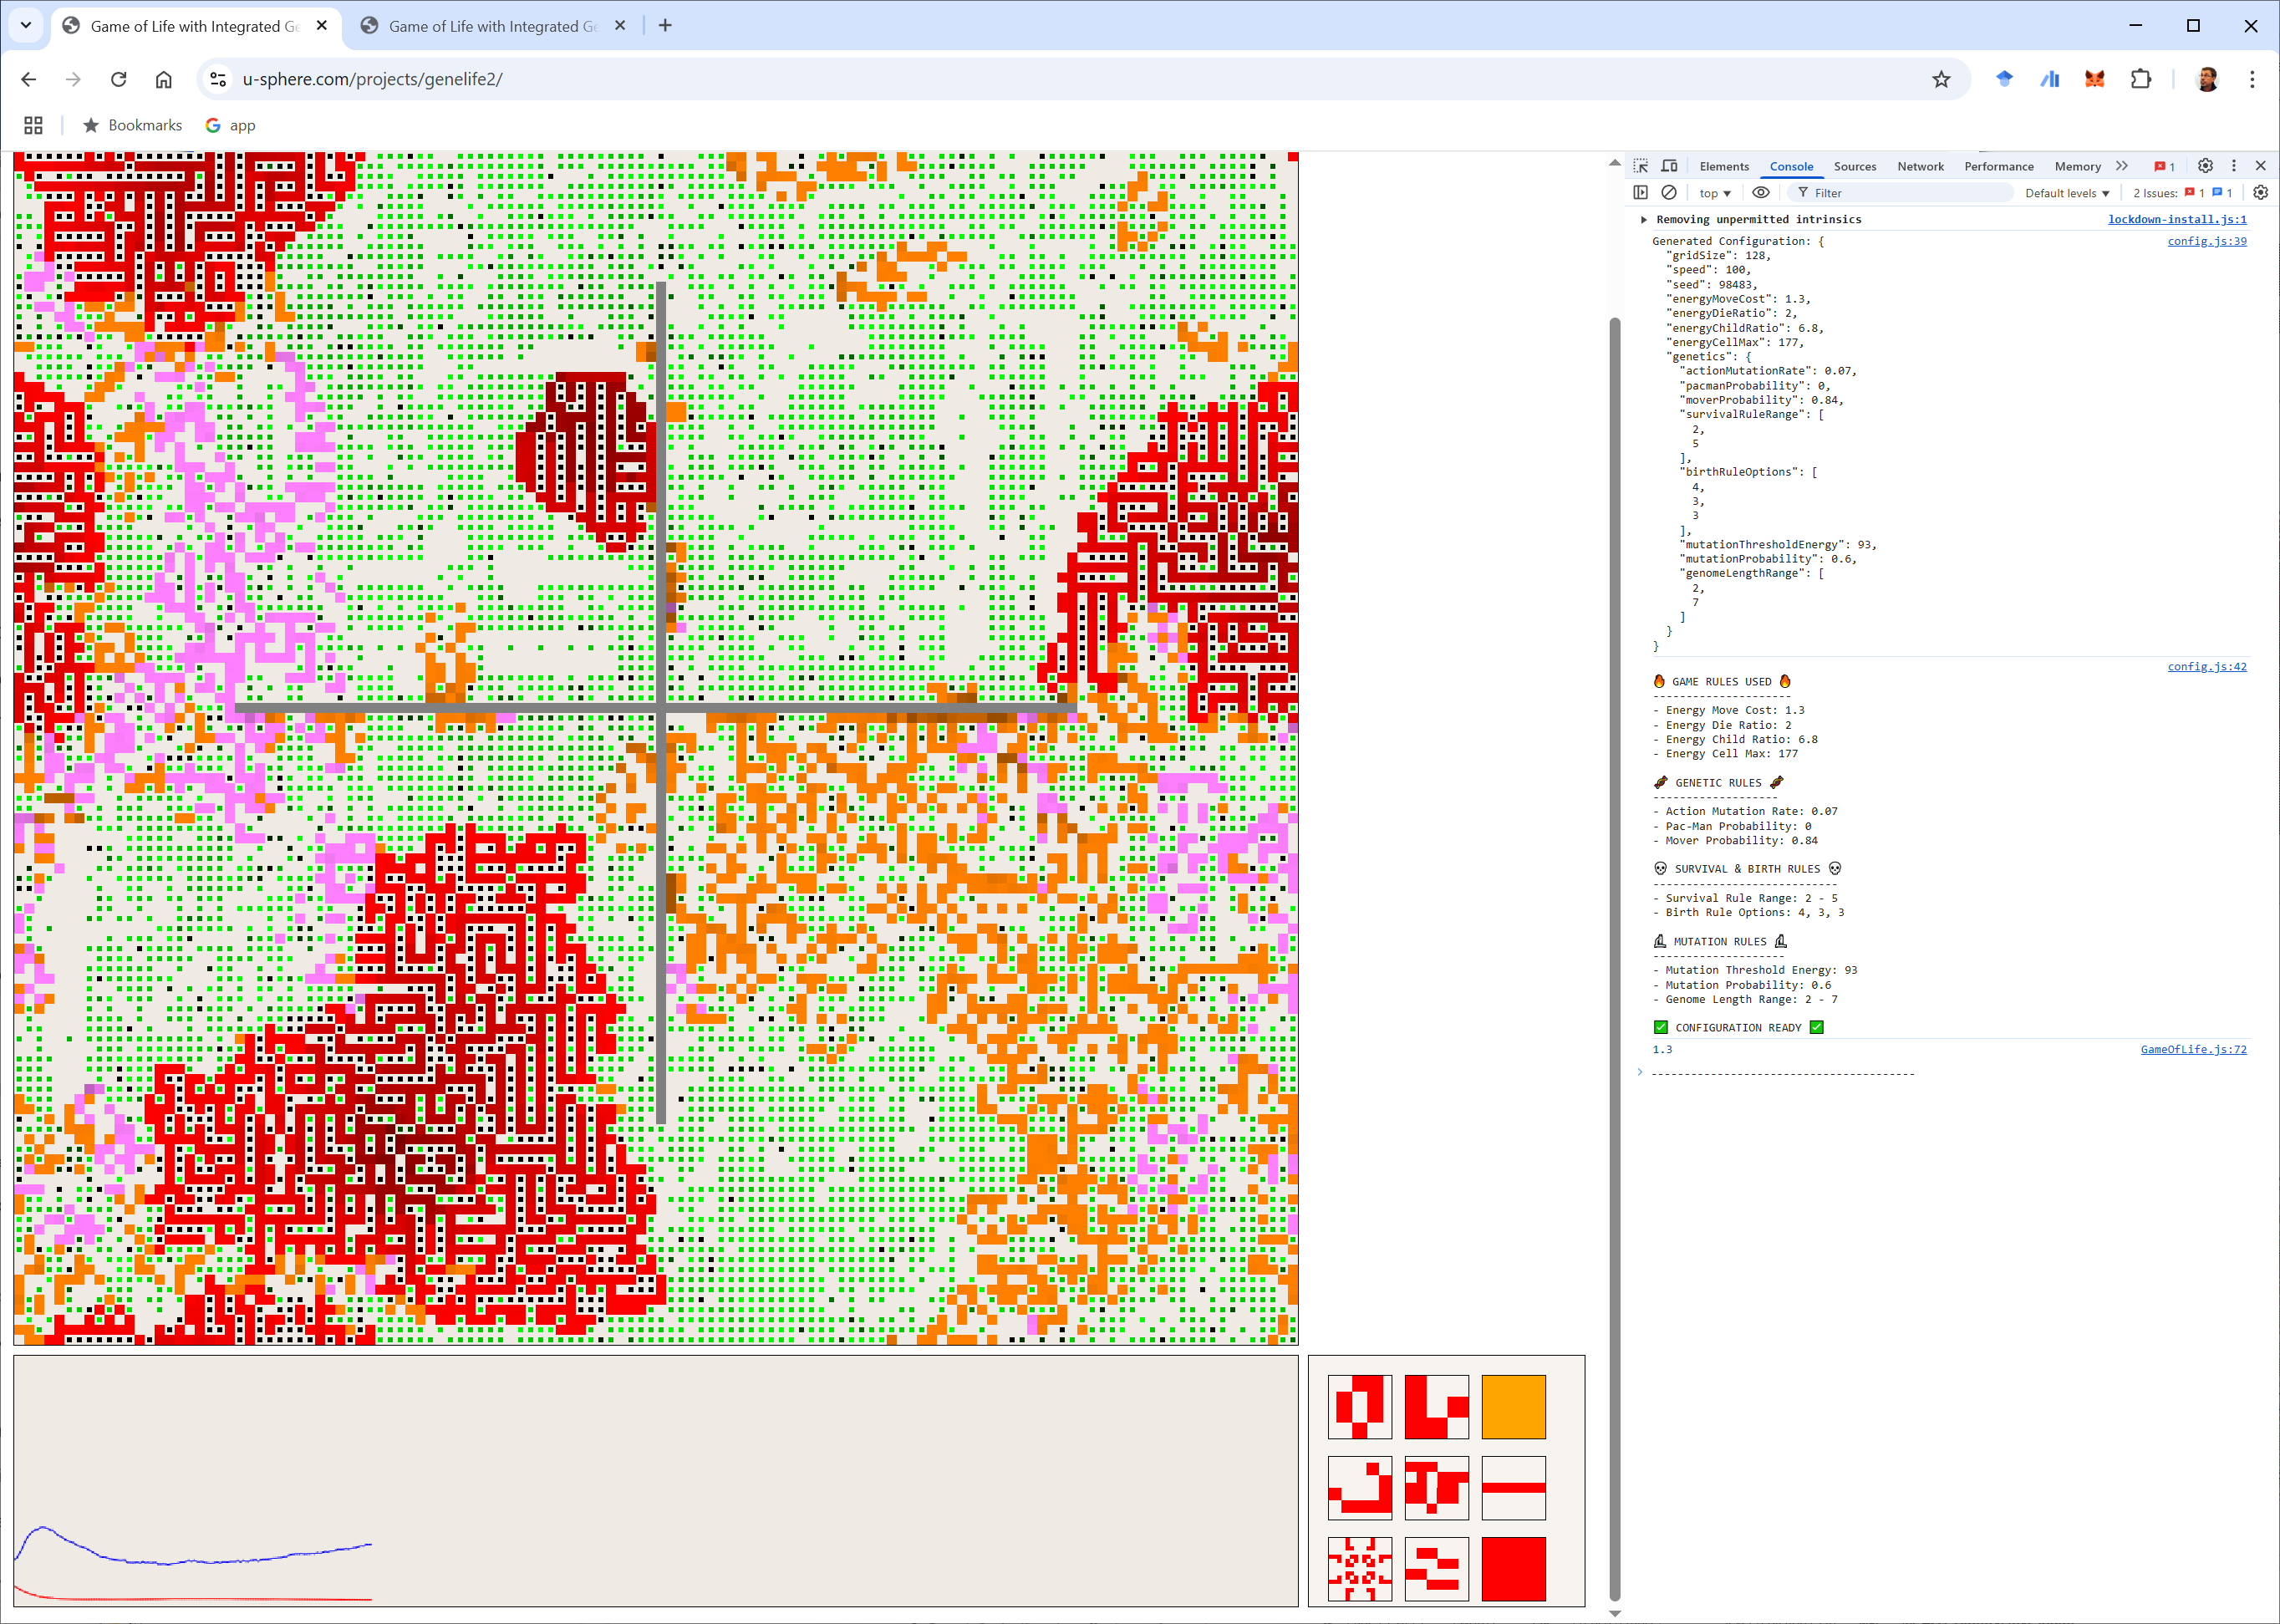 Game of Life with Integrated Ge
Game of Life with Integrated Ge
u-sphere.com/projects/genelife2/
Bookmarks
app
Elements Console Sources Network Performance Memory 1
top Filter Default levels 2 Issues: 1 1
Removing unpermitted intrinsics lockdown-install.js:1
Generated Configuration: { config.js:39
"gridSize": 128,
"speed": 100,
"seed": 98483,
"energyMoveCost": 1.3,
"energyDieRatio": 2,
"energyChildRatio": 6.8,
"energyCellMax": 177,
"genetics": {
"actionMutationRate": 0.07,
"pacmanProbability": 0,
"moverProbability": 0.84,
"survivalRuleRange": [
2,
5
],
"birthRuleOptions": [
4,
3,
3
],
"mutationThresholdEnergy": 93,
"mutationProbability": 0.6,
"genomeLengthRange": [
2,
7
]
}
}
config.js:42
🔥 GAME RULES USED 🔥
---------------------
- Energy Move Cost: 1.3
- Energy Die Ratio: 2
- Energy Child Ratio: 6.8
- Energy Cell Max: 177
GENETIC RULES
-------------------
- Action Mutation Rate: 0.07
- Pac-Man Probability: 0
- Mover Probability: 0.84
💀 SURVIVAL & BIRTH RULES 💀
----------------------------
- Survival Rule Range: 2 - 5
- Birth Rule Options: 4, 3, 3
MUTATION RULES
--------------------
- Mutation Threshold Energy: 93
- Mutation Probability: 0.6
- Genome Length Range: 2 - 7
✅ CONFIGURATION READY ✅
1.3 GameOfLife.js:72
----------------------------------------